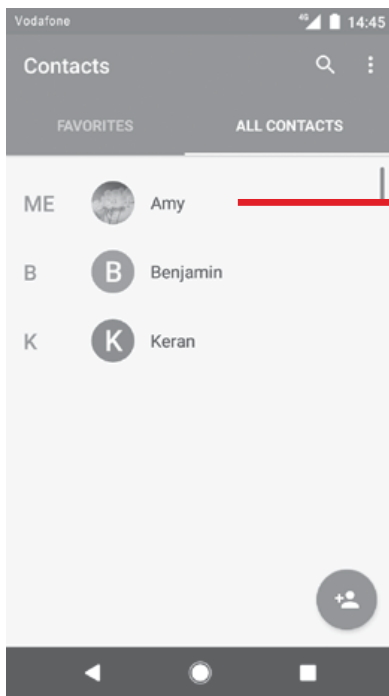 Vodafone 4G 14:45
Contacts
FAVORITES ALL CONTACTS
ME Amy
B B Benjamin
K K Keran